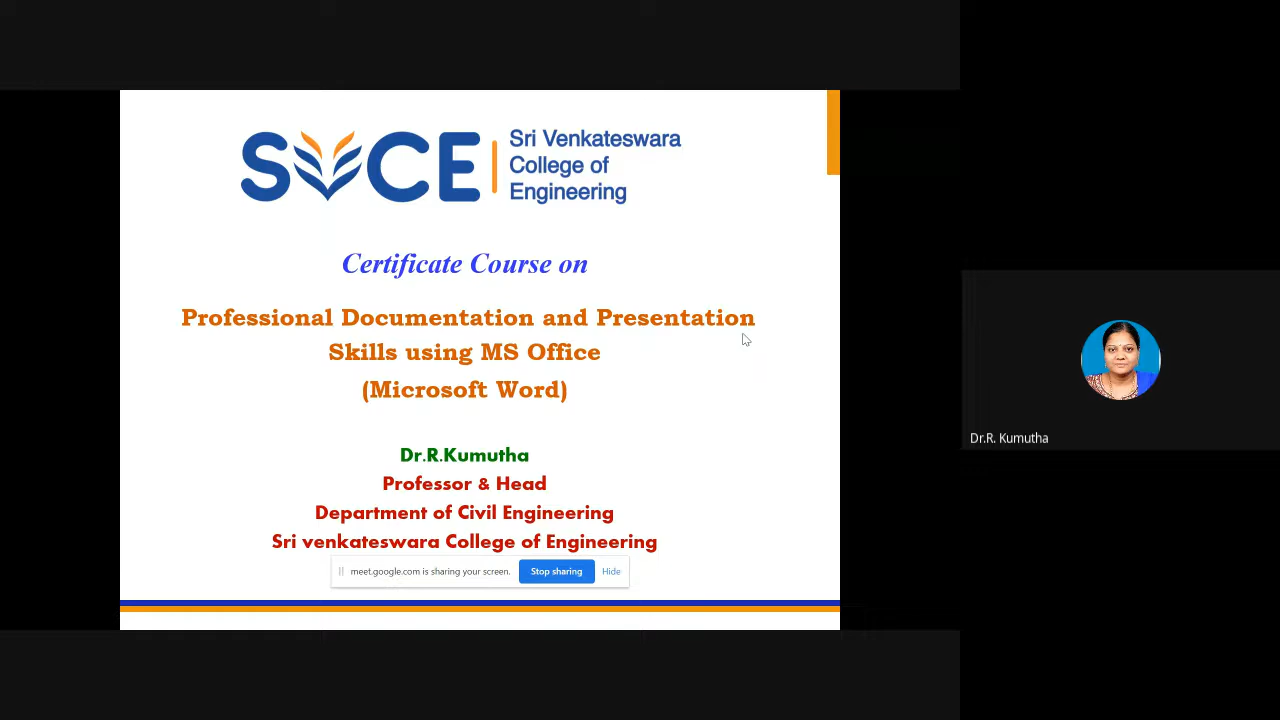 SVCE
Sri Venkateswara
College of
Engineering
Certificate Course on
Professional Documentation and Presentation
Skills using MS Office
(Microsoft Word)
Dr.R.Kumutha
Professor & Head
Department of Civil Engineering
Sri venkateswara College of Engineering
meet.google.com is sharing your screen. Stop sharing Hide
Dr.R. Kumutha